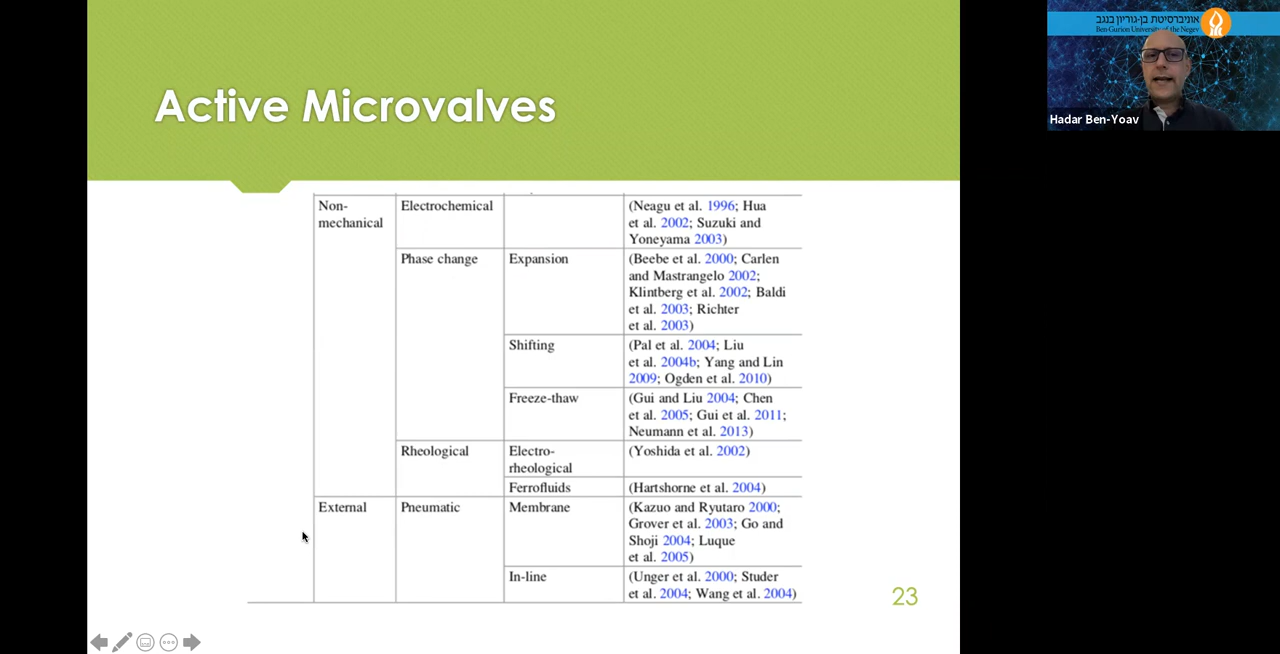 Active Microvalves
Non-
mechanical
Electrochemical
(Neagu et al. 1996; Hua
et al. 2002; Suzuki and
Yoneyama 2003)
Phase change
Expansion
(Beebe et al. 2000; Carlen
and Mastrangelo 2002;
Klintberg et al. 2002; Baldi
et al. 2003; Richter
et al. 2003)
Shifting
(Pal et al. 2004; Liu
et al. 2004b; Yang and Lin
2009; Ogden et al. 2010)
Freeze-thaw
(Gui and Liu 2004; Chen
et al. 2005; Gui et al. 2011;
Neumann et al. 2013)
Rheological
Electro-
rheological
(Yoshida et al. 2002)
Ferrofluids
(Hartshorne et al. 2004)
External
Pneumatic
Membrane
(Kazuo and Ryutaro 2000;
Grover et al. 2003; Go and
Shoji 2004; Luque
et al. 2005)
In-line
(Unger et al. 2000; Studer
et al. 2004; Wang et al. 2004)
23
אוניברסיטת בן-גוריון בנגב
Ben-Gurion University of the Negev
Hadar Ben-Yoav